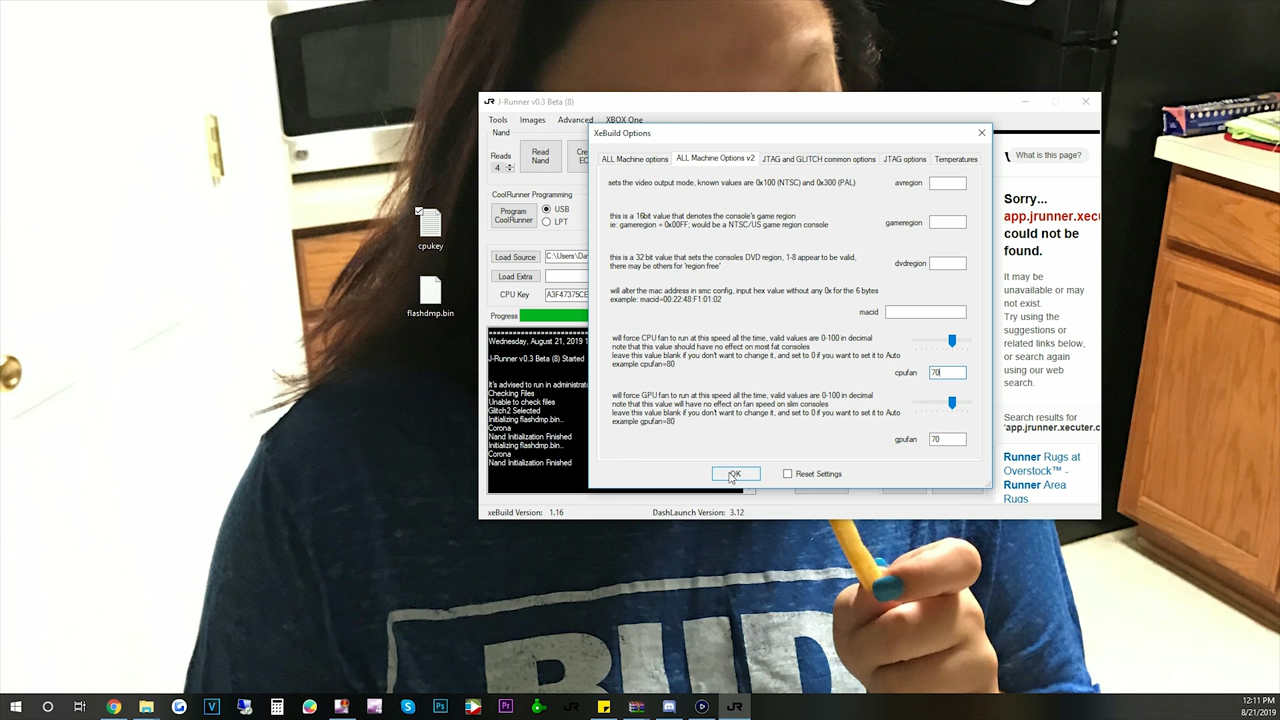 J-Runner v0.3 Beta (8)
Tools Images Advanced XBOX One
Nand
Reads
4
Read
Nand
CoolRunner Programming
Program
CoolRunner
USB
LPT
Load Source
Load Extra
CPU Key
A3F47375CE
Progress
Wednesday, August 21, 2019 1
J-Runner v0.3 Beta (8) Started
It's advised to run in administrat
Checking Files
Unable to check files
Glitch2 Selected
Initializing flashdmp.bin...
Corona
Nand Initialization Finished
Initializing flashdmp.bin...
Corona
Nand Initialization Finished
xeBuild Version: 1.16
DashLaunch Version: 3.12
XeBuild Options
ALL Machine options
ALL Machine Options v2
JTAG and GLITCH common options
JTAG options
Temperatures
sets the video output mode, known values are 0x100 (NTSC) and 0x300 (PAL)
avregion
this is a 16bit value that denotes the console's game region
ie: gameregion = 0x00FF; would be a NTSC/US game region console
gameregion
this is a 32 bit value that sets the consoles DVD region, 1-8 appear to be valid,
there may be others for 'region free'
dvdregion
will alter the mac address in smc config, input hex value without any 0x for the 6 bytes
example: macid=00:22:48:F1:01:02
macid
will force CPU fan to run at this speed all the time, valid values are 0-100 in decimal
note that this value should have no effect on most fat consoles
leave this value blank if you don't want to change it, and set to 0 if you want to set it to Auto
example cpufan=80
cpufan
70
will force GPU fan to run at this speed all the time, valid values are 0-100 in decimal
note that this value will have no effect on fan speed on slim consoles
leave this value blank if you don't want to change it, and set to 0 if you want to set it to Auto
example gpufan=80
gpufan
70
OK
Reset Settings
What is this page?
Sorry...
app.jrunner.xecu
could not be
found.
It may be
unavailable or may
not exist.
Try using the
suggestions or
related links below,
or search again
using our web
search.
Search results for
'app.jrunner.xecuter.c
Runner Rugs at
Overstock™ -
Runner Area
Rugs
cpukey
flashdmp.bin
12:11 PM
8/21/2019